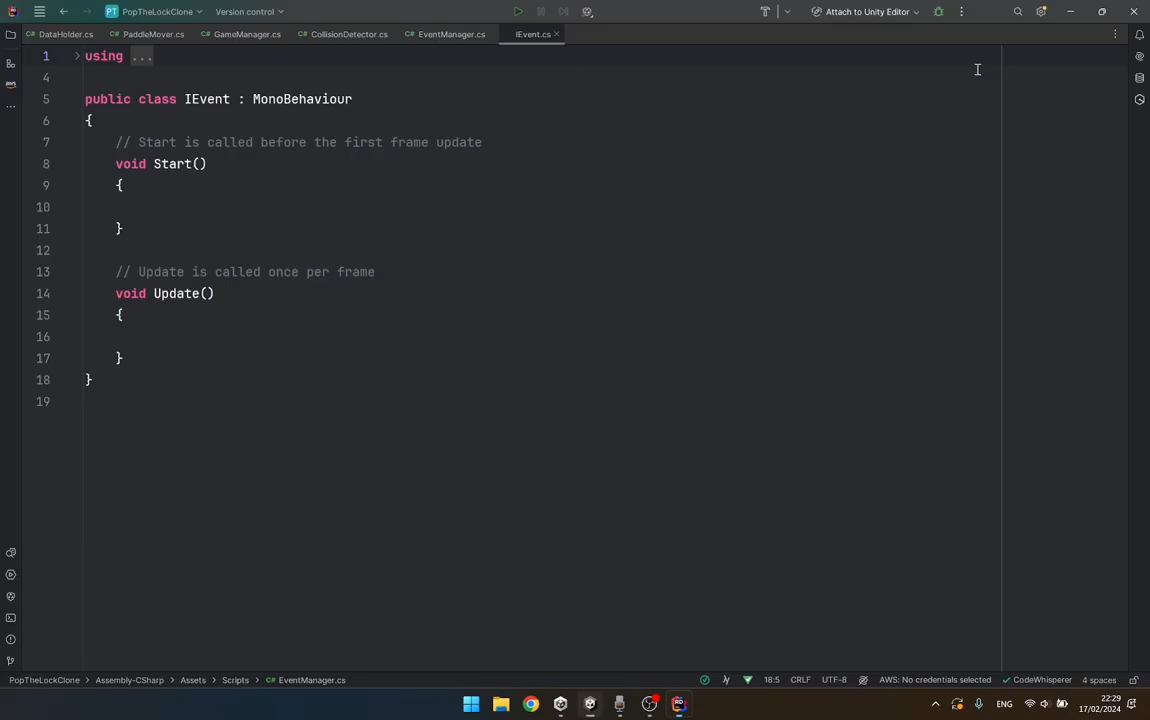 PT PopTheLockClone Version control Attach to Unity Editor
C# DataHolder.cs C# PaddleMover.cs C# GameManager.cs C# CollisionDetector.cs C# EventManager.cs IEvent.cs
1 using ...
4
5 public class IEvent : MonoBehaviour
6 {
7 // Start is called before the first frame update
8 void Start()
9 {
10
11 }
12
13 // Update is called once per frame
14 void Update()
15 {
16
17 }
18 }
19
PopTheLockClone Assembly-CSharp Assets Scripts C# EventManager.cs 18:5 CRLF UTF-8 AWS: No credentials selected CodeWhisperer 4 spaces
RD ENG 22:29
17/02/2024